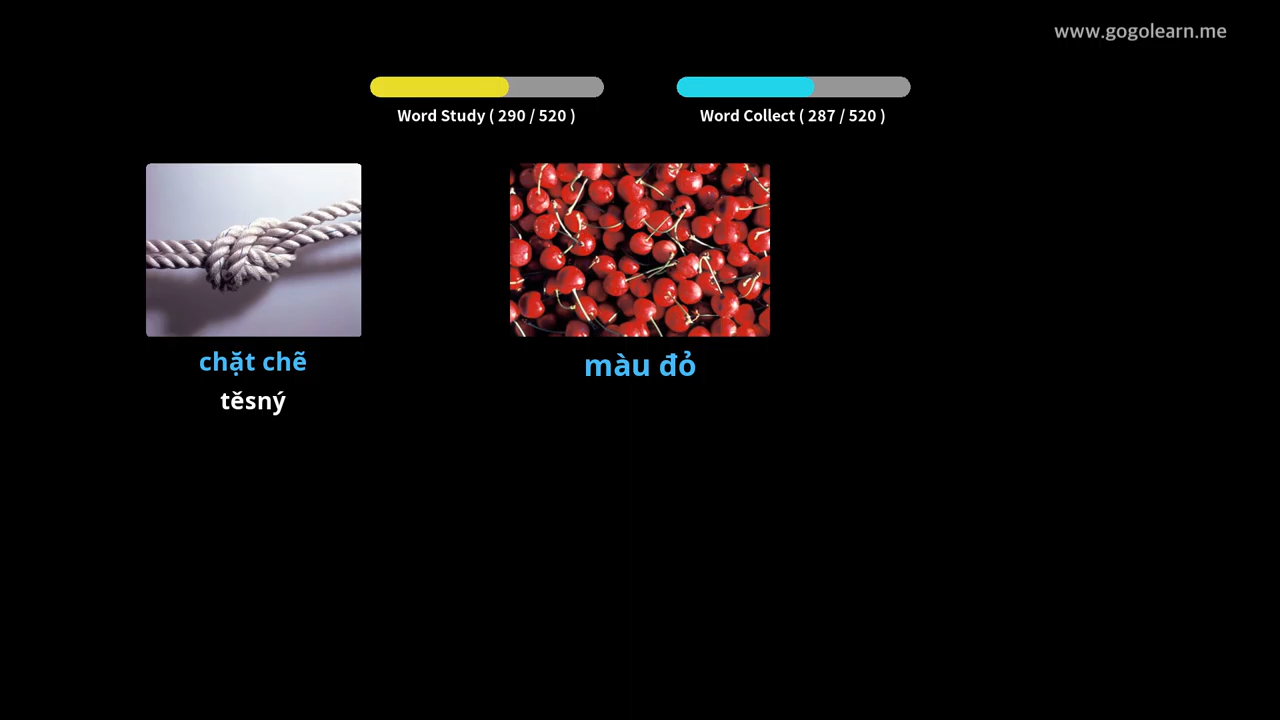 www.gogolearn.me
Word Study ( 290 / 520 )
Word Collect ( 287 / 520 )
chặt chẽ
těsný
màu đỏ